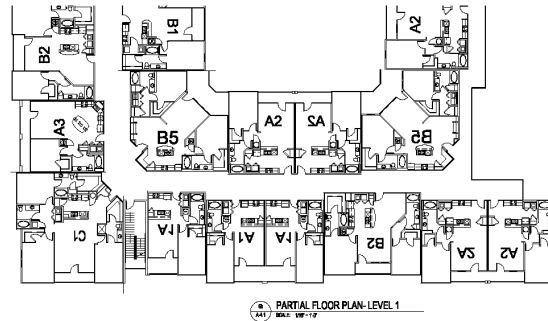 B1
A2
B2
A3
B5
A2
A2
B5
C1
A1
A1
A1
B2
A2
A2
PARTIAL FLOOR PLAN- LEVEL 1